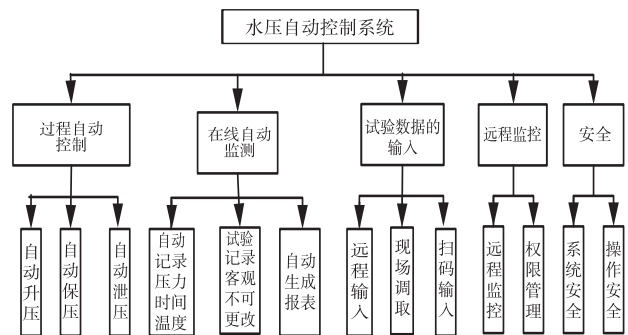 水压自动控制系统
过程自动
控制
在线自动
监测
试验数据的
输入
远程监控
安全
自动升压
自动保压
自动泄压
自动
记录
压力
时间
温度
试验
记录
客观
不可
更改
自动
生成
报表
远程输入
现场调取
扫码输入
远程监控
权限管理
系统安全
操作安全